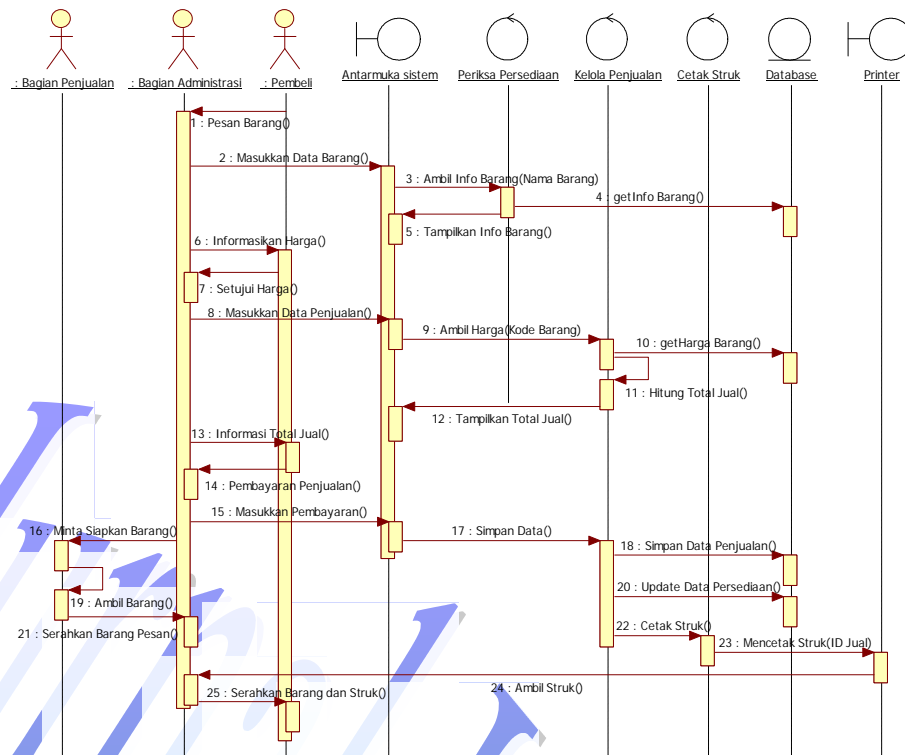 : Bagian Penjualan
: Bagian Administrasi
: Pembeli
Antarmuka sistem
Periksa Persediaan
Kelola Penjualan
Cetak Struk
Database
Printer
1 : Pesan Barang()
2 : Masukkan Data Barang()
3 : Ambil Info Barang(Nama Barang)
4 : getInfo Barang()
5 : Tampilkan Info Barang()
6 : Informasikan Harga()
7 : Setujui Harga()
8 : Masukkan Data Penjualan()
9 : Ambil Harga(Kode Barang)
10 : getHarga Barang()
11 : Hitung Total Jual()
12 : Tampilkan Total Jual()
13 : Informasi Total Jual()
14 : Pembayaran Penjualan()
15 : Masukkan Pembayaran()
16 : Minta Siapkan Barang()
17 : Simpan Data()
18 : Simpan Data Penjualan()
19 : Ambil Barang()
20 : Update Data Persediaan()
21 : Serahkan Barang Pesan()
22 : Cetak Struk()
23 : Mencetak Struk(ID Jual)
24 : Ambil Struk()
25 : Serahkan Barang dan Struk()